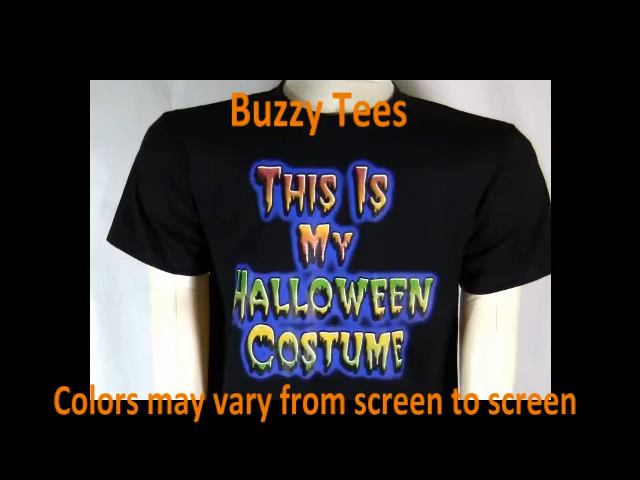 Buzzy Tees
THIS IS
MY
HALLOWEEN
COSTUME
Colors may vary from screen to screen